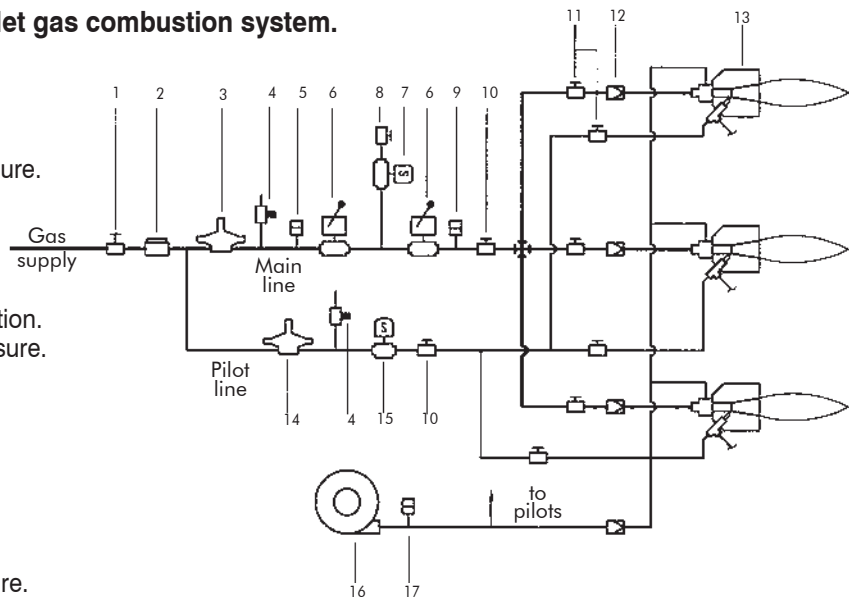 let gas combustion system.
11 12 13
1 2 3 4 5 6 8 7 6 9 10
ure.
Gas
supply
Main
line
tion.
sure.
S
S
Pilot
line
14 4 15 10
to
pilots
re.
16 17